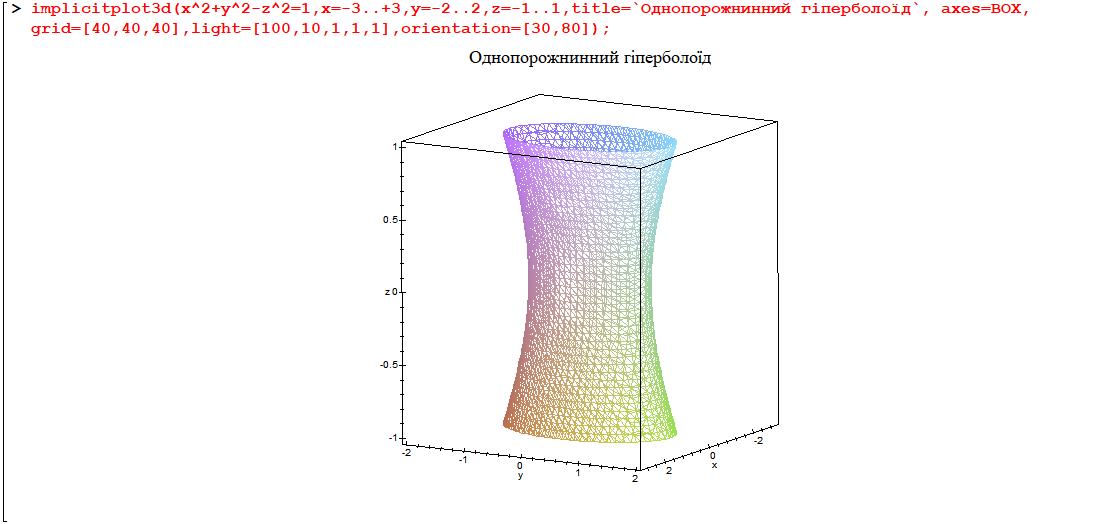 > implicitplot3d(x^2+y^2-z^2=1,x=-3..+3,y=-2..2,z=-1..1,title=`Однопорожнинний гіперболоїд`, axes=BOX,
grid=[40,40,40],light=[100,10,1,1,1],orientation=[30,80]);
Однопорожнинний гіперболоїд
1
0.5
z 0
-0.5
-1
-2
-1
0
y
1
2
2
0
x
-2